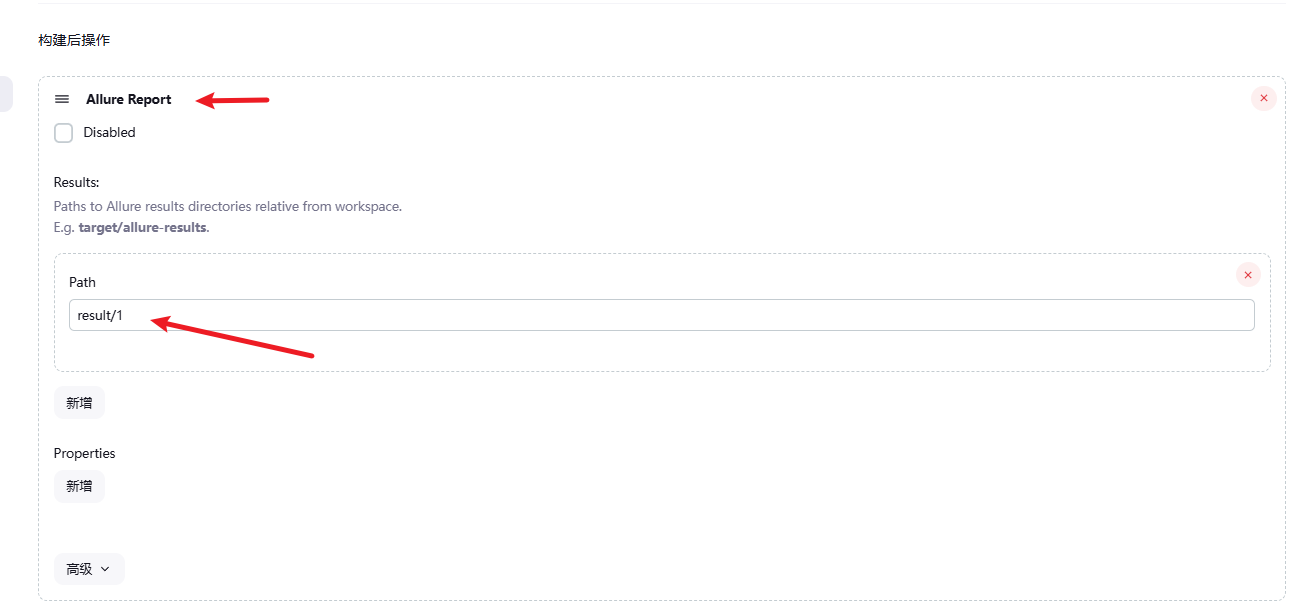 构建后操作
Allure Report
Disabled
Results:
Paths to Allure results directories relative from workspace.
E.g. target/allure-results.
Path
result/1
新增
Properties
新增
高级